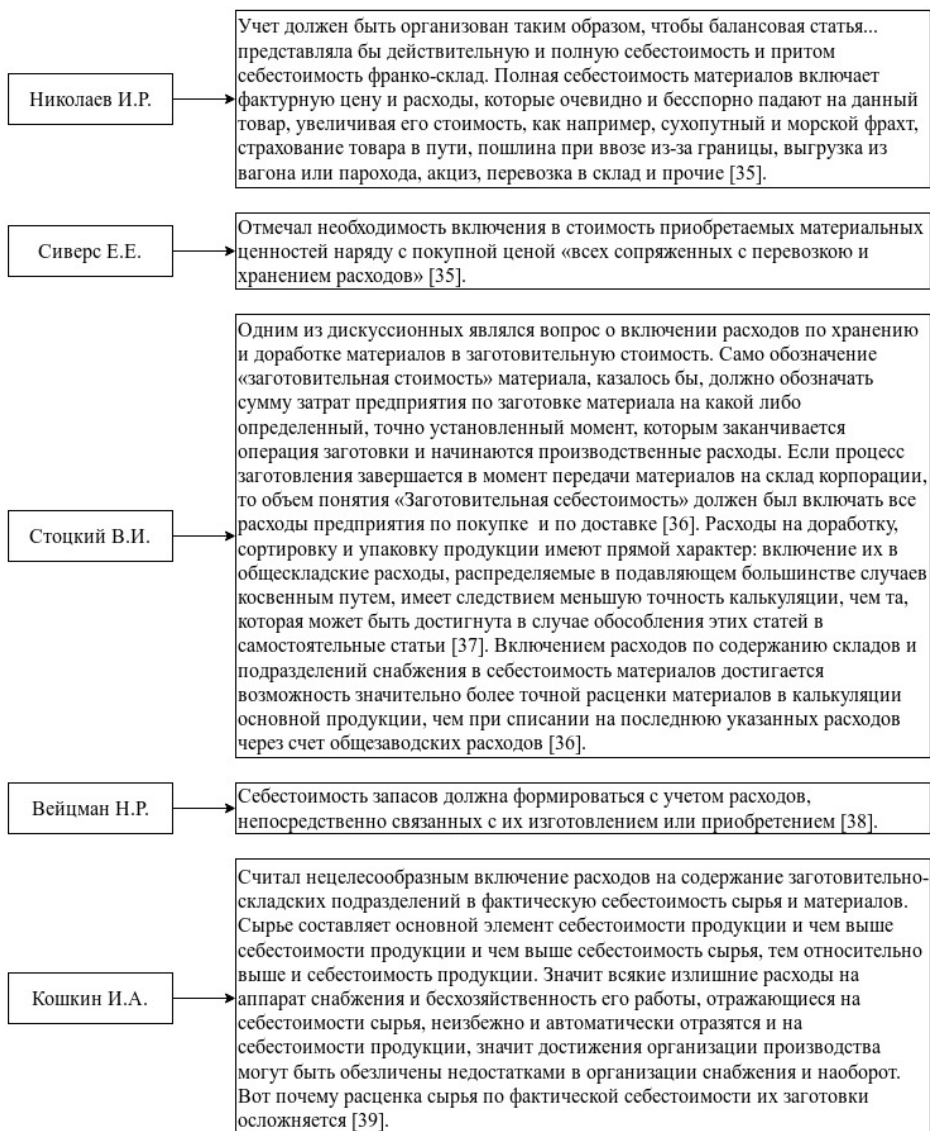 Николаев И.Р.
Учет должен быть организован таким образом, чтобы балансовая статья...
представляла бы действительную и полную себестоимость и притом
себестоимость франко-склад. Полная себестоимость материалов включает
фактурную цену и расходы, которые очевидно и бесспорно падают на данный
товар, увеличивая его стоимость, как например, сухопутный и морской фрахт,
страхование товара в пути, пошлина при ввозе из-за границы, выгрузка из
вагона или парохода, акциз, перевозка в склад и прочие [35].
Сиверс Е.Е.
Отмечал необходимость включения в стоимость приобретаемых материальных
ценностей наряду с покупной ценой «всех сопряженных с перевозкою и
хранением расходов» [35].
Стоцкий В.И.
Одним из дискуссионных являлся вопрос о включении расходов по хранению
и доработке материалов в заготовительную стоимость. Само обозначение
«заготовительная стоимость» материала, казалось бы, должно обозначать
сумму затрат предприятия по заготовке материала на какой либо
определенный, точно установленный момент, которым заканчивается
операция заготовки и начинаются производственные расходы. Если процесс
заготовления завершается в момент передачи материалов на склад корпорации,
то объем понятия «Заготовительная себестоимость» должен был включать все
расходы предприятия по покупке и по доставке [36]. Расходы на доработку,
сортировку и упаковку продукции имеют прямой характер: включение их в
общескладские расходы, распределяемые в подавляющем большинстве случаев
косвенным путем, имеет следствием меньшую точность калькуляции, чем та,
которая может быть достигнута в случае обособления этих статей в
самостоятельные статьи [37]. Включением расходов по содержанию складов и
подразделений снабжения в себестоимость материалов достигается
возможность значительно более точной расценки материалов в калькуляции
основной продукции, чем при списании на последнюю указанных расходов
через счет общезаводских расходов [36].
Вейцман Н.Р.
Себестоимость запасов должна формироваться с учетом расходов,
непосредственно связанных с их изготовлением или приобретением [38].
Кошкин И.А.
Считал нецелесообразным включение расходов на содержание заготовительно-
складских подразделений в фактическую себестоимость сырья и материалов.
Сырье составляет основной элемент себестоимости продукции и чем выше
себестоимости продукции и чем выше себестоимость сырья, тем относительно
выше и себестоимость продукции. Значит всякие излишние расходы на
аппарат снабжения и бесхозяйственность его работы, отражающиеся на
себестоимости сырья, неизбежно и автоматически отразятся и на
себестоимости продукции, значит достижения организации производства
могут быть обезличены недостатками в организации снабжения и наоборот.
Вот почему расценка сырья по фактической себестоимости их заготовки
осложняется [39].